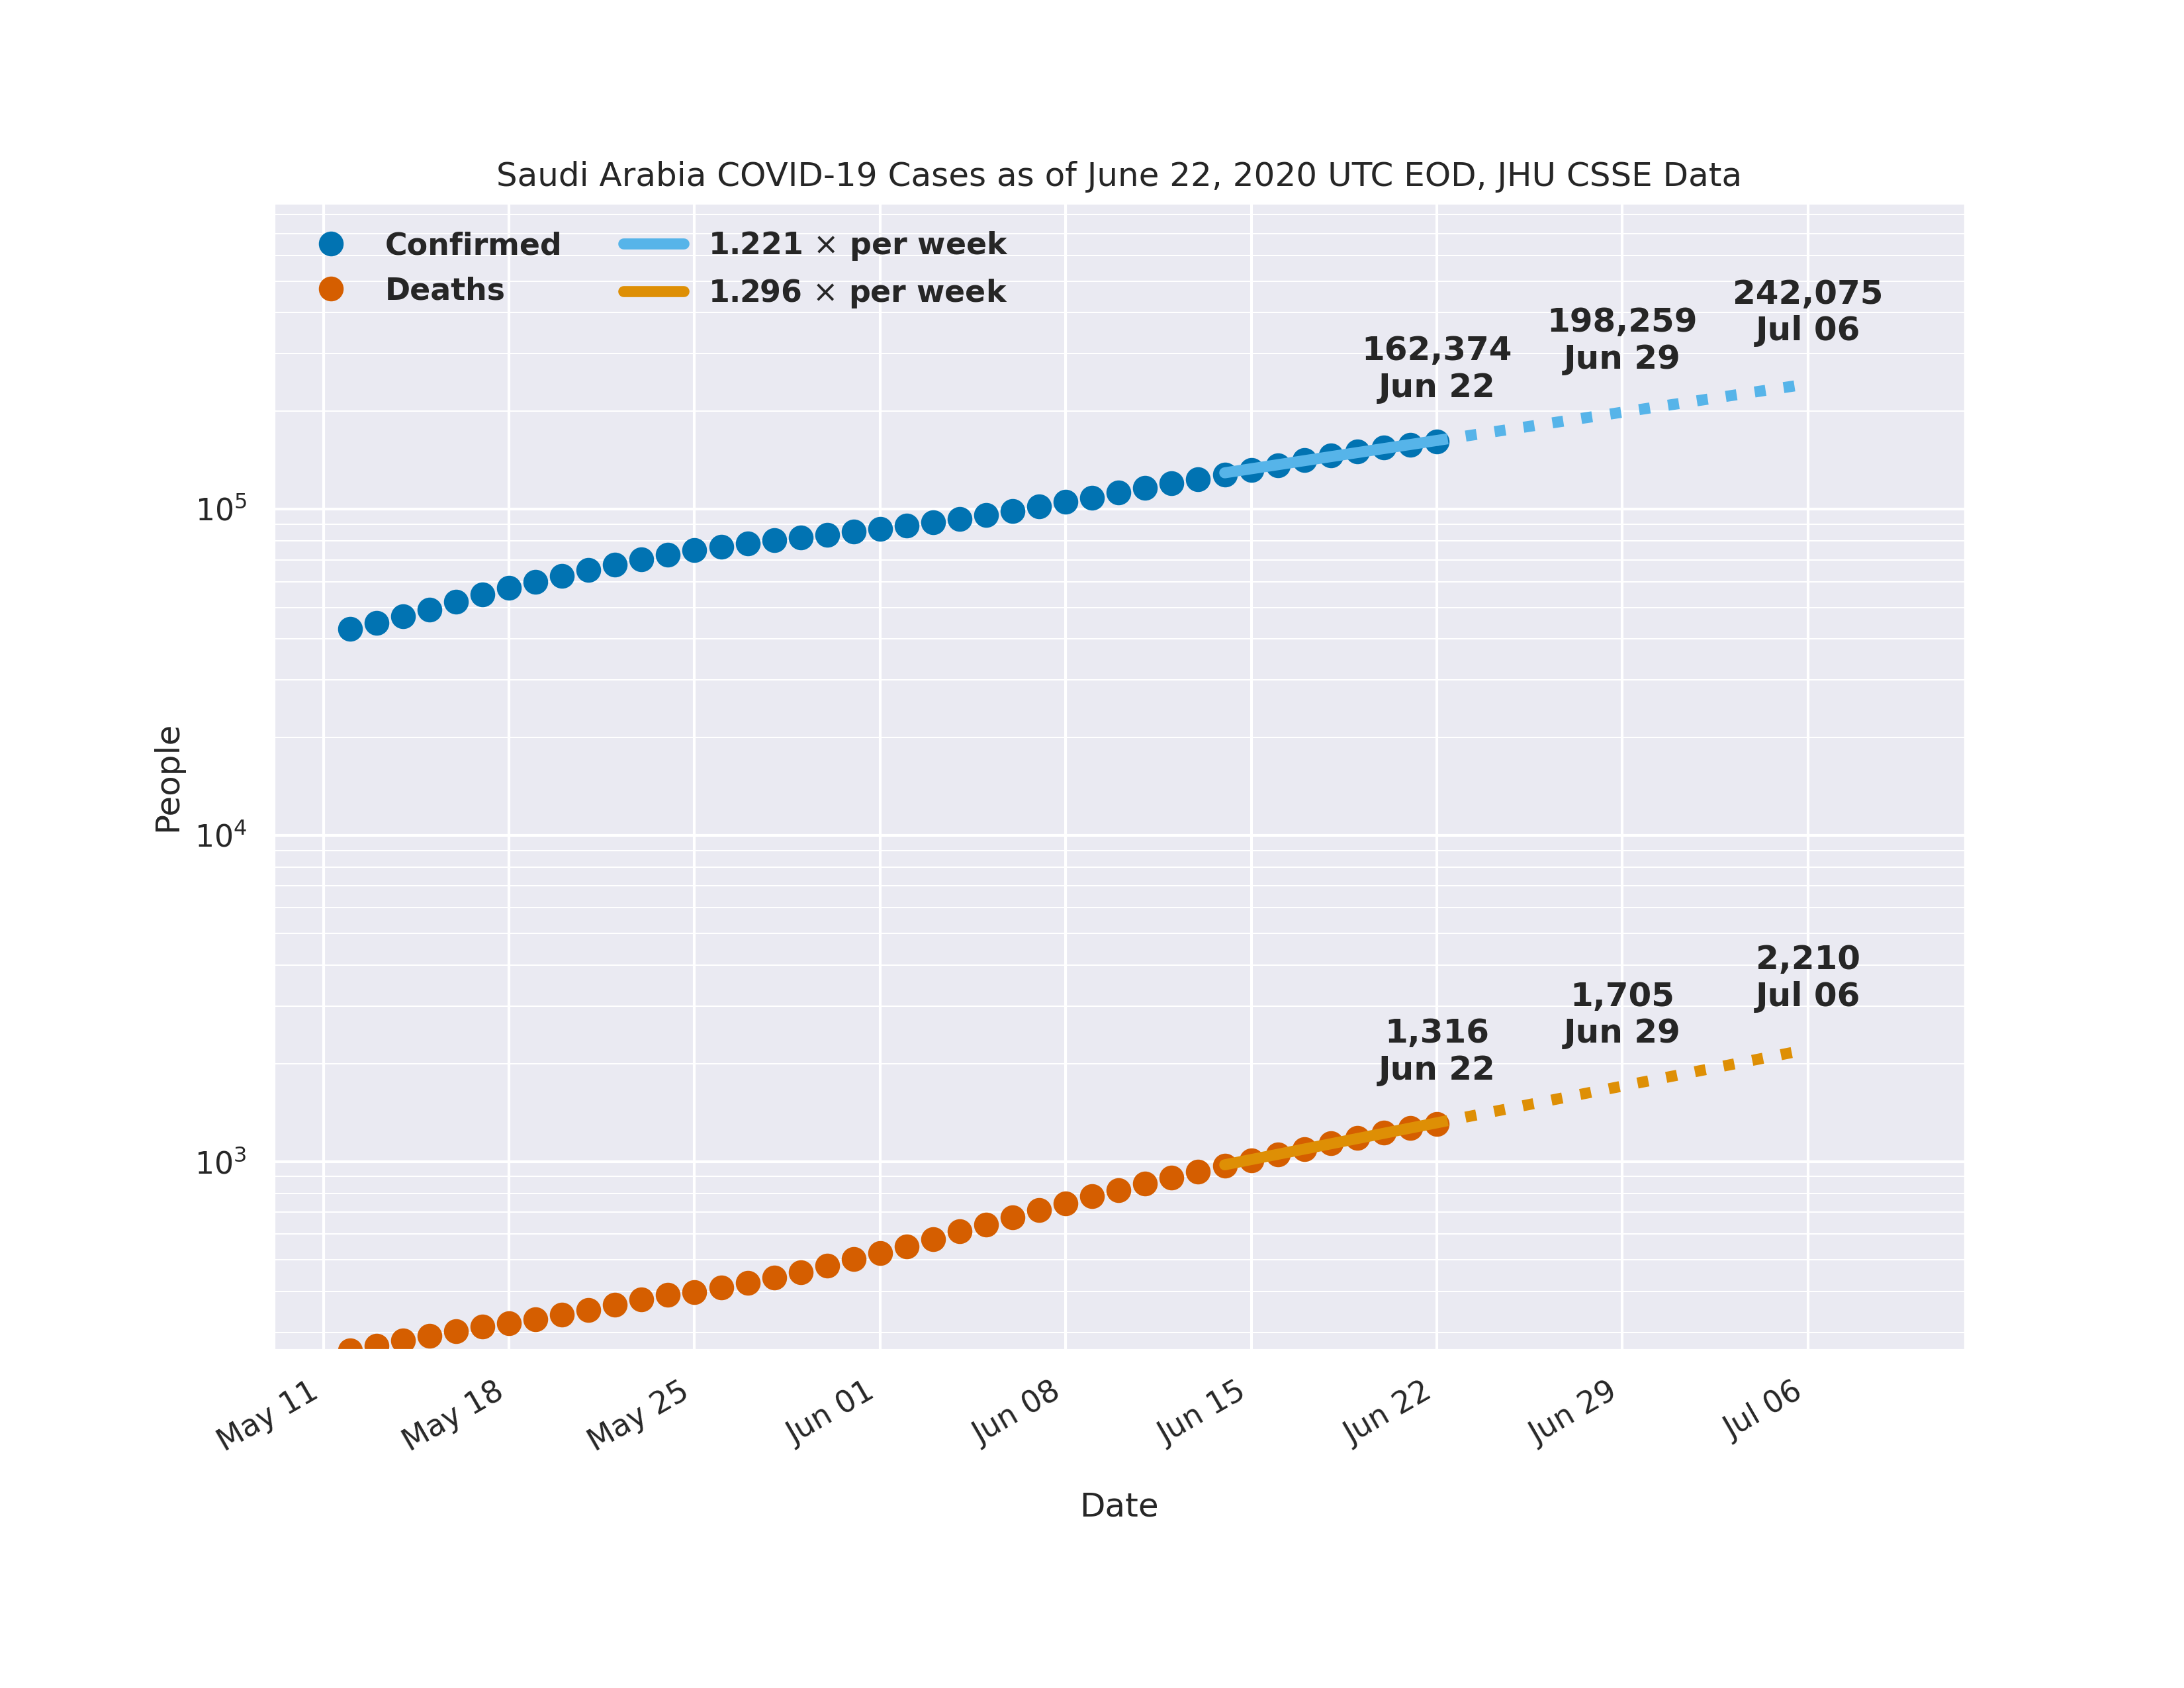 Saudi Arabia COVID-19 Cases as of June 22, 2020 UTC EOD, JHU CSSE Data
Confirmed
Deaths
1.221 × per week
1.296 × per week
242,075
Jul 06
198,259
Jun 29
162,374
Jun 22
2,210
Jul 06
1,705
Jun 29
1,316
Jun 22
People
10⁵
10⁴
10³
May 11
May 18
May 25
Jun 01
Jun 08
Jun 15
Jun 22
Jun 29
Jul 06
Date